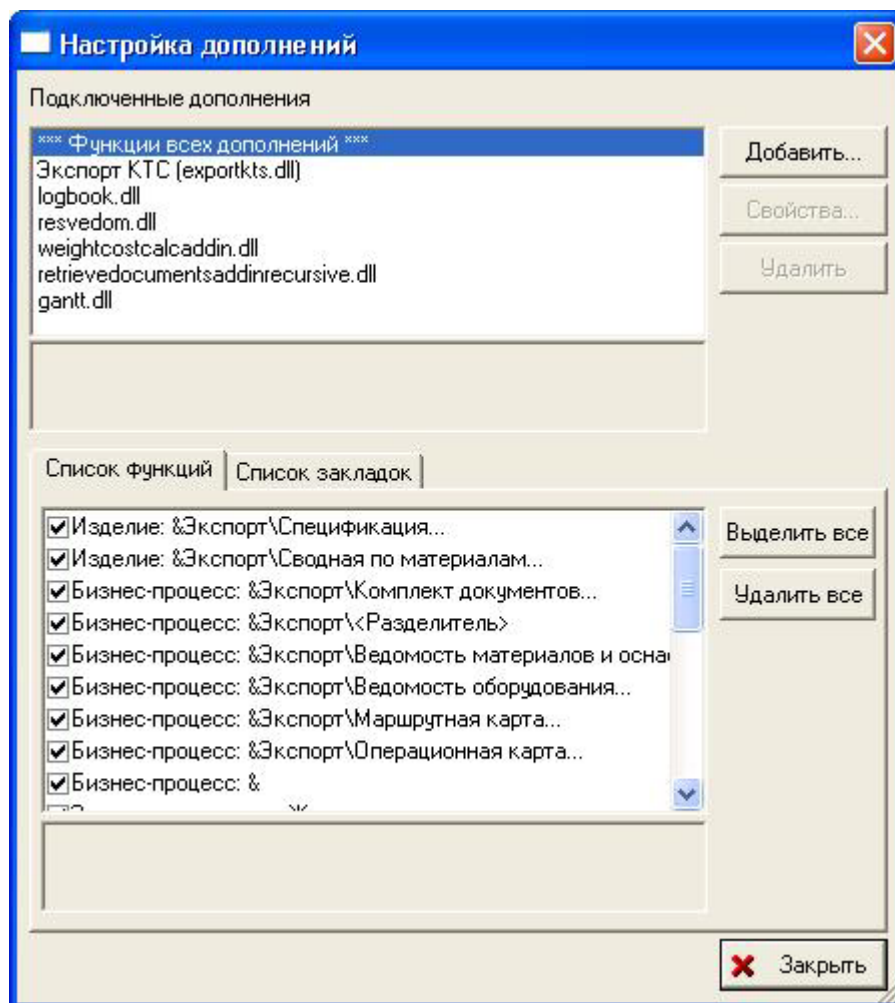 Настройка дополнений
Подключенные дополнения
*** Функции всех дополнений ***
Экспорт КТС (exportkts.dll)
logbook.dll
resvedom.dll
weightcostcalcaddin.dll
retrievedocumentsaddinrecursive.dll
gantt.dll
Добавить...
Свойства...
Удалить
Список функций
Список закладок
Изделие: &Экспорт\Спецификация...
Изделие: &Экспорт\Сводная по материалам...
Бизнес-процесс: &Экспорт\Комплект документов...
Бизнес-процесс: &Экспорт\<Разделитель>
Бизнес-процесс: &Экспорт\Ведомость материалов и осна
Бизнес-процесс: &Экспорт\Ведомость оборудования...
Бизнес-процесс: &Экспорт\Маршрутная карта...
Бизнес-процесс: &Экспорт\Операционная карта...
Бизнес-процесс: &
Выделить все
Удалить все
Закрыть